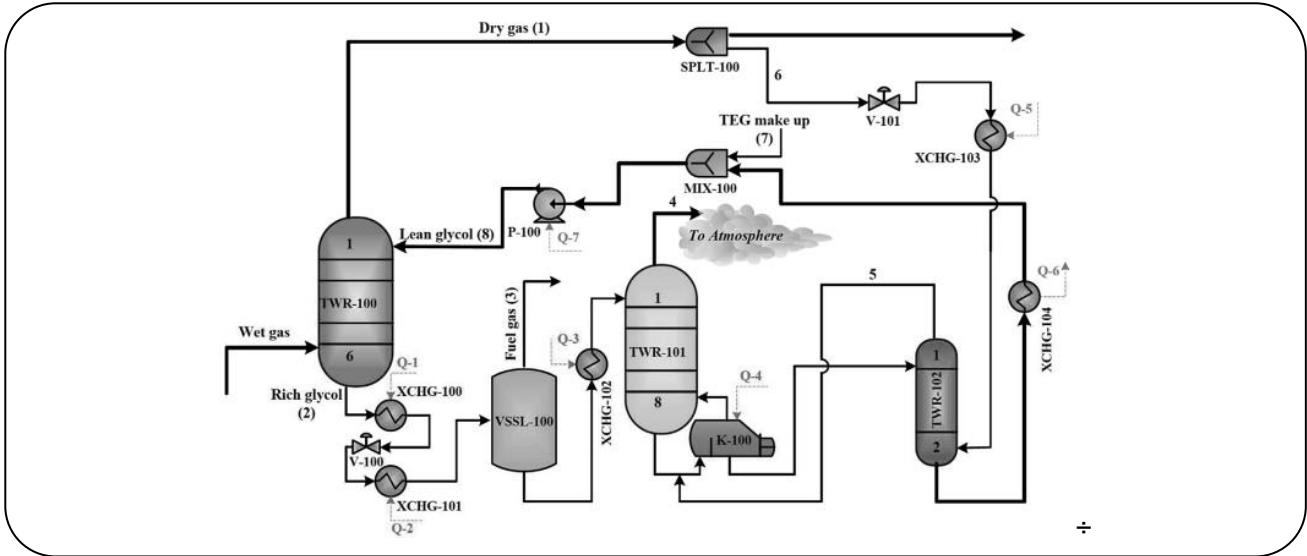 Dry gas (1)
SPLT-100
6
V-101
Q-5
XCHG-103
TEG make up
(7)
MIX-100
P-100
Q-7
Lean glycol (8)
4
To Atmosphere
1
TWR-100
6
Wet gas
Rich glycol
(2)
Q-1
XCHG-100
V-100
XCHG-101
Q-2
VSSL-100
Fuel gas (3)
Q-3
XCHG-102
1
TWR-101
8
Q-4
K-100
5
1
TWR-102
2
Q-6
XCHG-104
÷